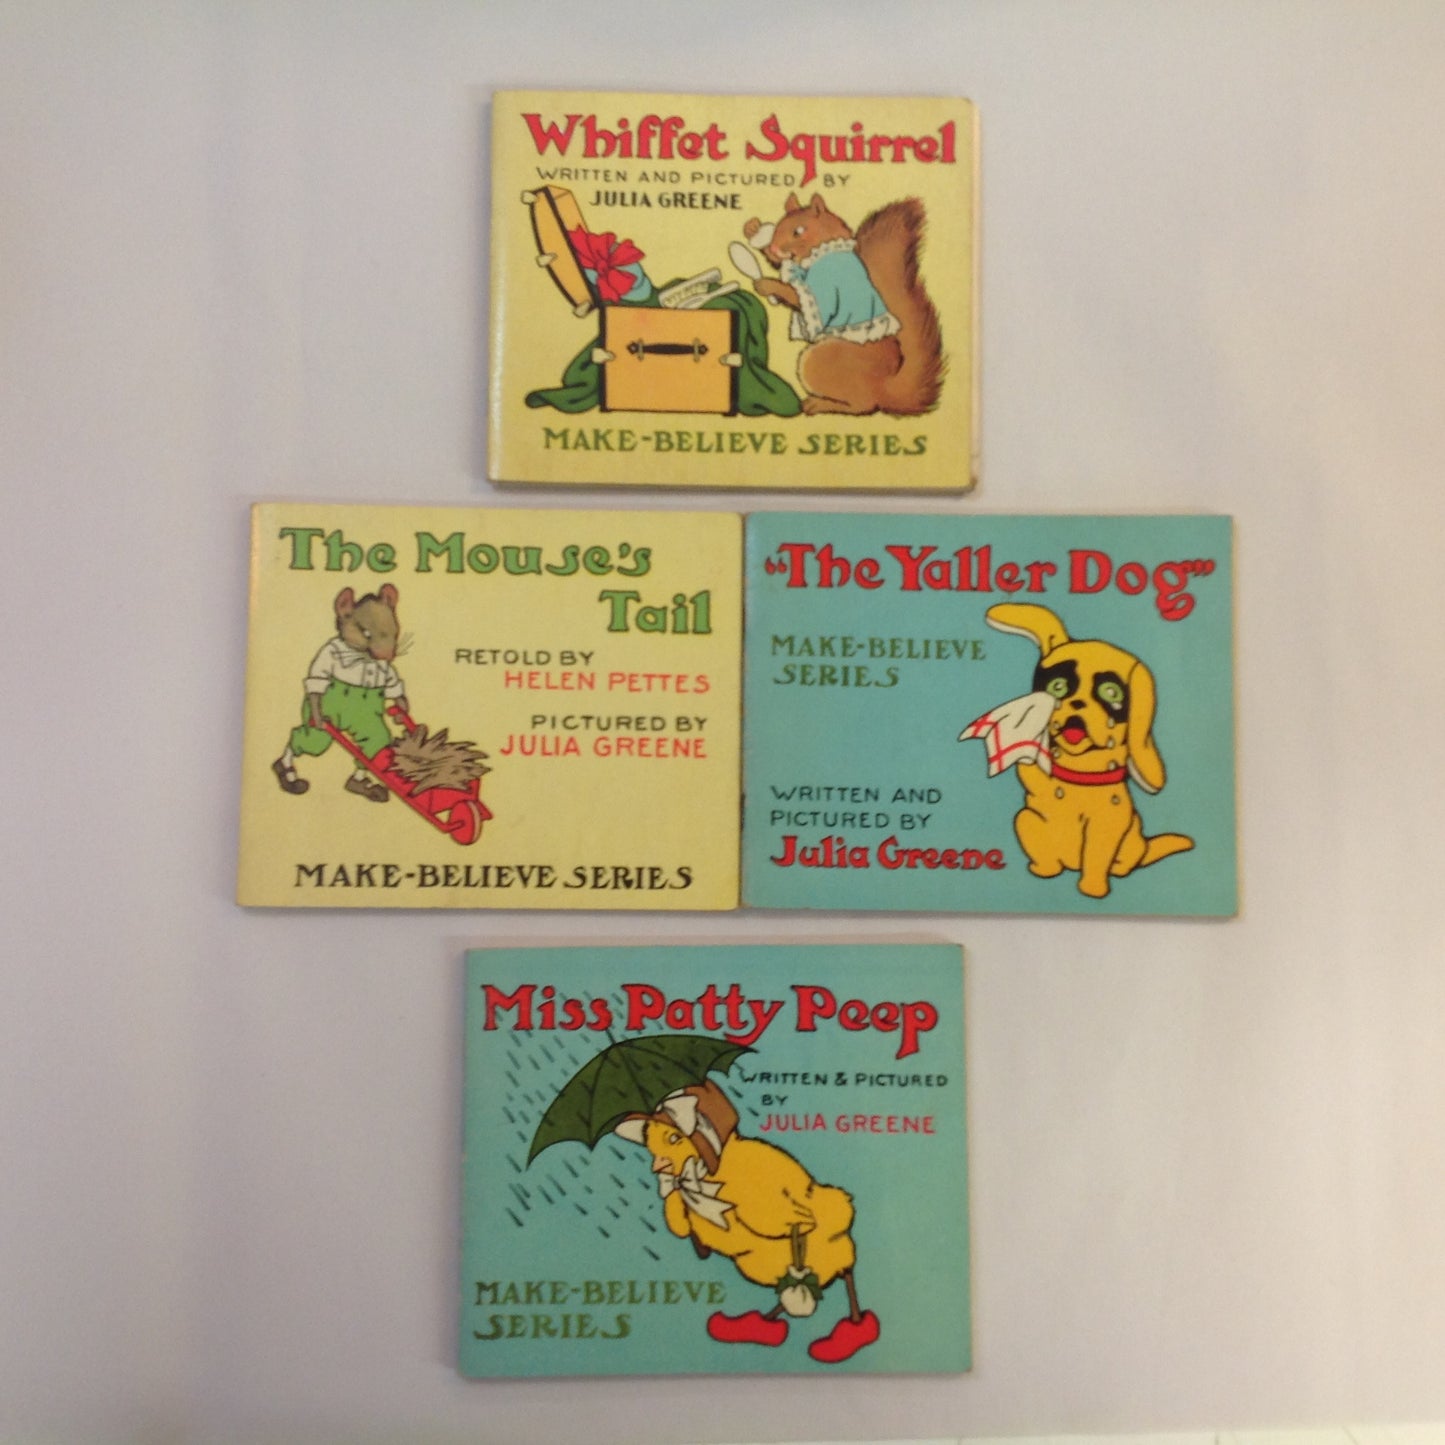 Whiffet Squirrel
WRITTEN AND PICTURED BY
JULIA GREENE
MAKE-BELIEVE SERIES
The Mouse's
Tail
RETOLD BY
HELEN PETTES
PICTURED BY
JULIA GREENE
MAKE-BELIEVE SERIES
"The Yaller Dog"
MAKE-BELIEVE
SERIES
WRITTEN AND
PICTURED BY
Julia Greene
Miss Patty Peep
WRITTEN & PICTURED
BY
JULIA GREENE
MAKE-BELIEVE
SERIES